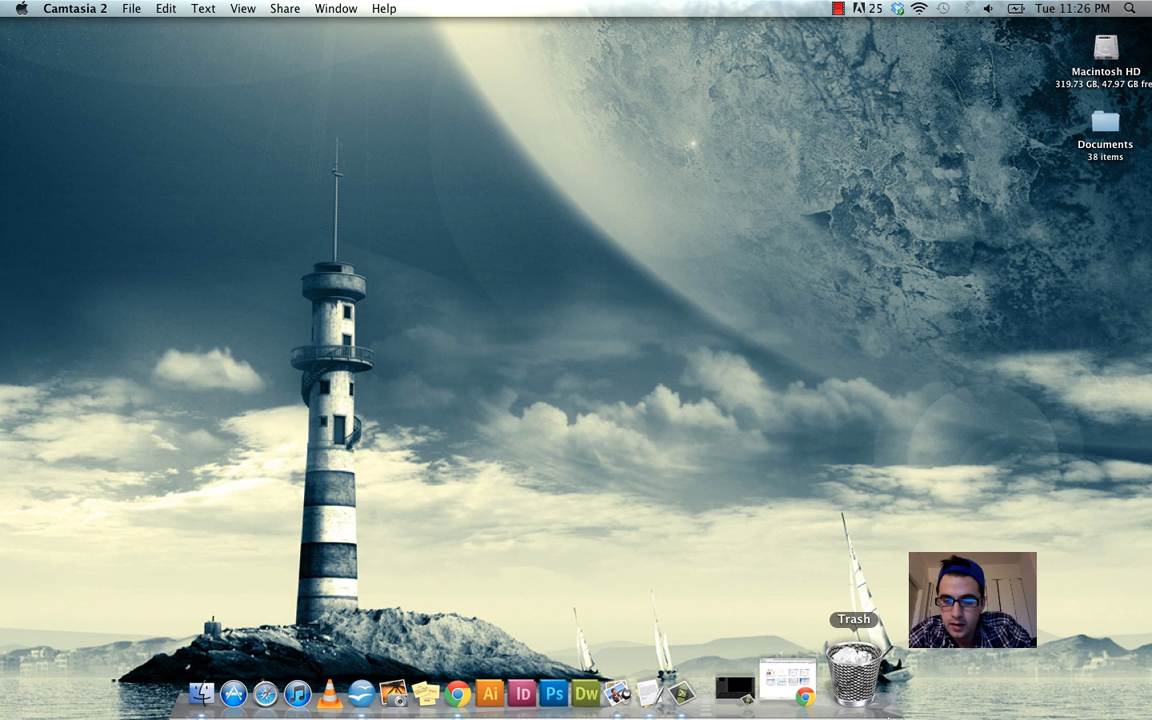 Camtasia 2 File Edit Text View Share Window Help 25 Tue 11:26 PM
Macintosh HD
319.73 GB, 47.97 GB fre
Documents
38 items
Trash
Ai Id Ps Dw